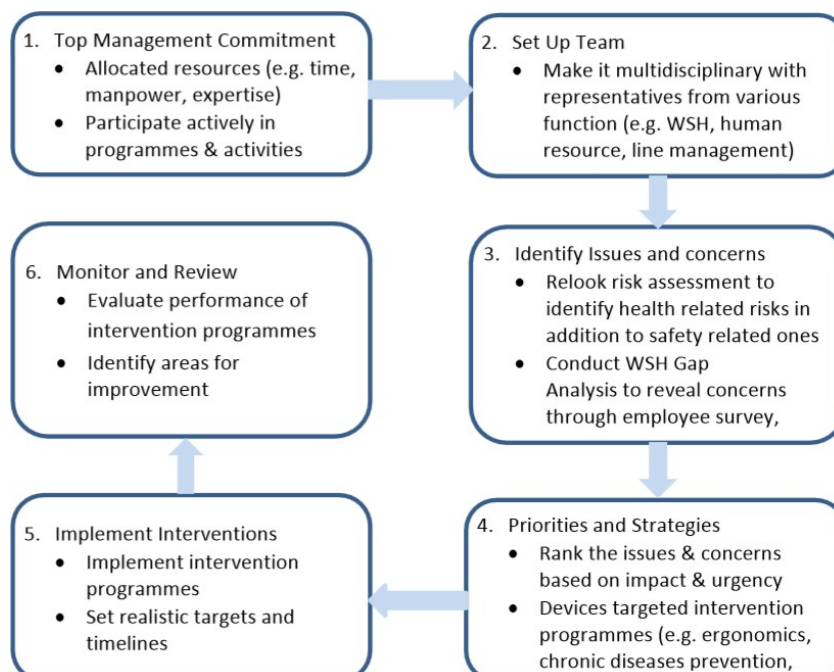 1. Top Management Commitment
• Allocated resources (e.g. time,
manpower, expertise)
• Participate actively in
programmes & activities
2. Set Up Team
• Make it multidisciplinary with
representatives from various
function (e.g. WSH, human
resource, line management)
3. Identify Issues and concerns
• Relook risk assessment to
identify health related risks in
addition to safety related ones
• Conduct WSH Gap
Analysis to reveal concerns
through employee survey,
4. Priorities and Strategies
• Rank the issues & concerns
based on impact & urgency
• Devices targeted intervention
programmes (e.g. ergonomics,
chronic diseases prevention,
5. Implement Interventions
• Implement intervention
programmes
• Set realistic targets and
timelines
6. Monitor and Review
• Evaluate performance of
intervention programmes
• Identify areas for
improvement